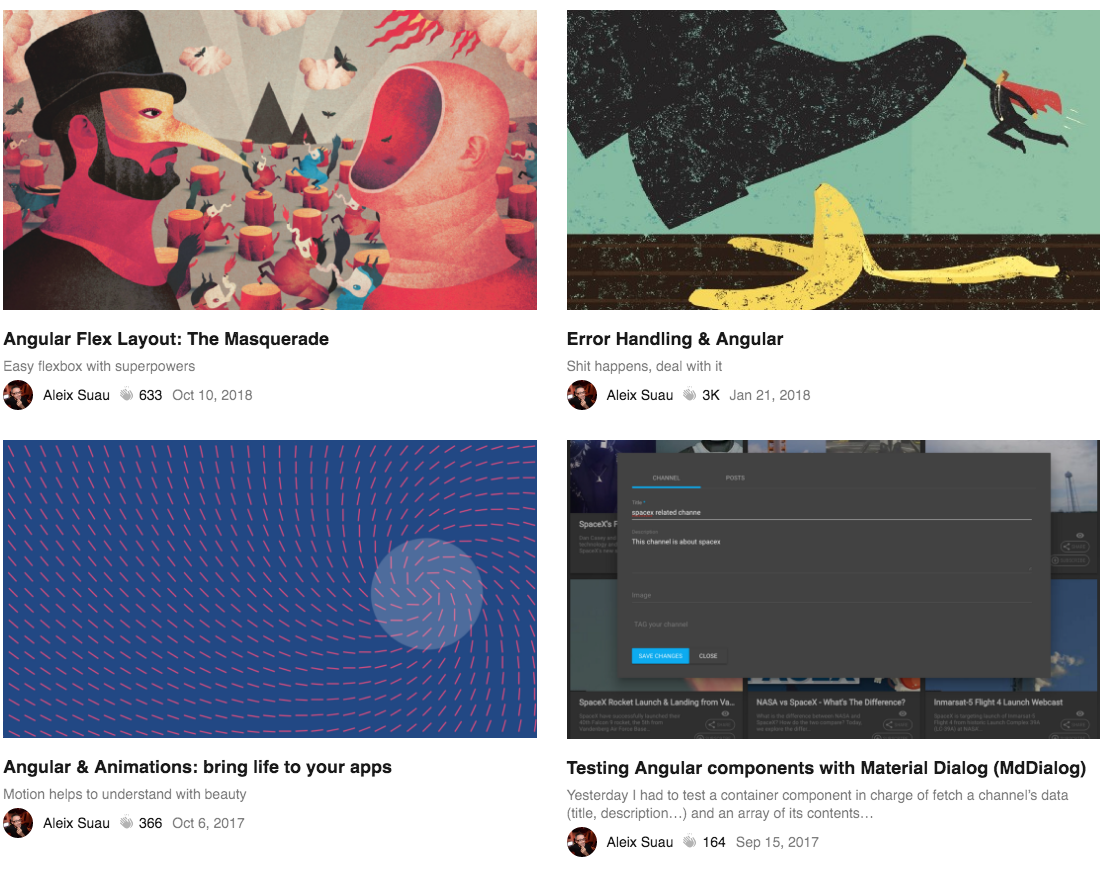 Angular Flex Layout: The Masquerade
Easy flexbox with superpowers
Aleix Suau 633 Oct 10, 2018
Error Handling & Angular
Shit happens, deal with it
Aleix Suau 3K Jan 21, 2018
Angular & Animations: bring life to your apps
Motion helps to understand with beauty
Aleix Suau 366 Oct 6, 2017
CHANNEL POSTS
Title *
spacex related channe
Description
This channel is about spacex
Image
TAG your channel
SAVE CHANGES CLOSE
SpaceX's F
SpaceX Rocket Launch & Landing from Va...
NASA vs SpaceX - What's The Difference?
Inmarsat-5 Flight 4 Launch Webcast
Testing Angular components with Material Dialog (MdDialog)
Yesterday I had to test a container component in charge of fetch a channel's data
(title, description…) and an array of its contents…
Aleix Suau 164 Sep 15, 2017